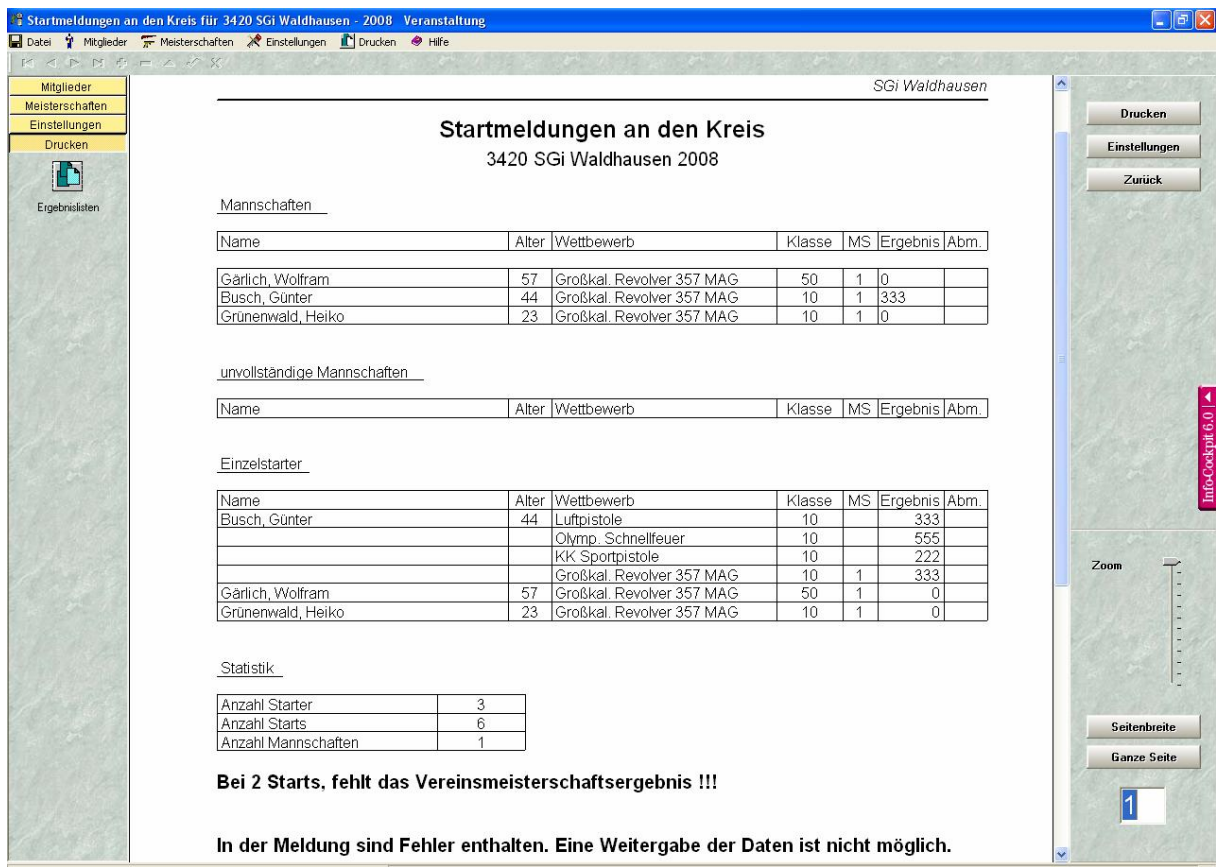 Startmeldungen an den Kreis für 3420 SGi Waldhausen - 2008 Veranstaltung
Datei Mitglieder Meisterschaften Einstellungen Drucken Hilfe
Mitglieder
Meisterschaften
Einstellungen
Drucken
Ergebnislisten
SGi Waldhausen
Startmeldungen an den Kreis
3420 SGi Waldhausen 2008
Mannschaften
Name Alter Wettbewerb Klasse MS Ergebnis Abm.
Gärlich, Wolfram 57 Großkal. Revolver 357 MAG 50 1 0
Busch, Günter 44 Großkal. Revolver 357 MAG 10 1 333
Grünenwald, Heiko 23 Großkal. Revolver 357 MAG 10 1 0
unvollständige Mannschaften
Name Alter Wettbewerb Klasse MS Ergebnis Abm.
Einzelstarter
Name Alter Wettbewerb Klasse MS Ergebnis Abm.
Busch, Günter 44 Luftpistole 10 333
Olymp. Schnellfeuer 10 555
KK Sportpistole 10 222
Großkal. Revolver 357 MAG 10 1 333
Gärlich, Wolfram 57 Großkal. Revolver 357 MAG 50 1 0
Grünenwald, Heiko 23 Großkal. Revolver 357 MAG 10 1 0
Statistik
Anzahl Starter 3
Anzahl Starts 6
Anzahl Mannschaften 1
Bei 2 Starts, fehlt das Vereinsmeisterschaftsergebnis !!!
In der Meldung sind Fehler enthalten. Eine Weitergabe der Daten ist nicht möglich.
Drucken
Einstellungen
Zurück
Info-Cockpit 6.0
Zoom
Seitenbreite
Ganze Seite
1